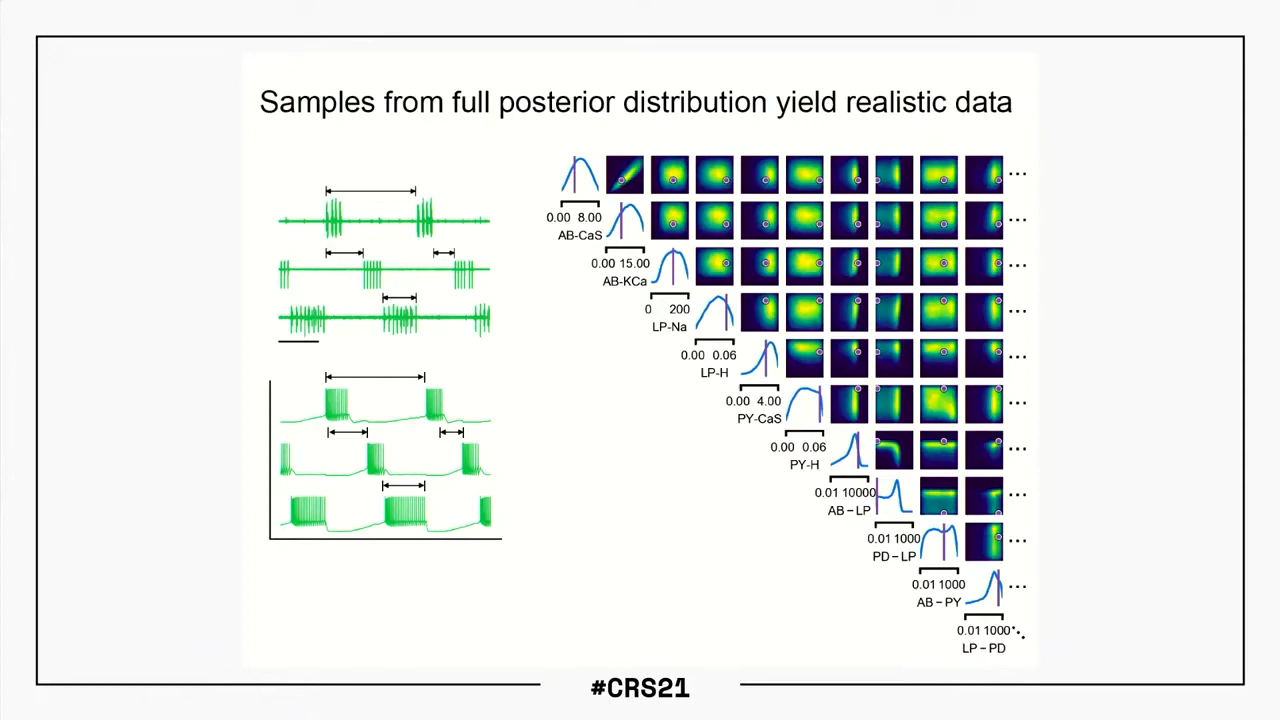 Samples from full posterior distribution yield realistic data
0.00 8.00
AB-CaS
0.00 15.00
AB-KCa
0 200
LP-Na
0.00 0.06
LP-H
0.00 4.00
PY-CaS
0.00 0.06
PY-H
0.01 10000
AB – LP
0.01 1000
PD – LP
0.01 1000
AB – PY
0.01 1000
LP – PD
#CRS21